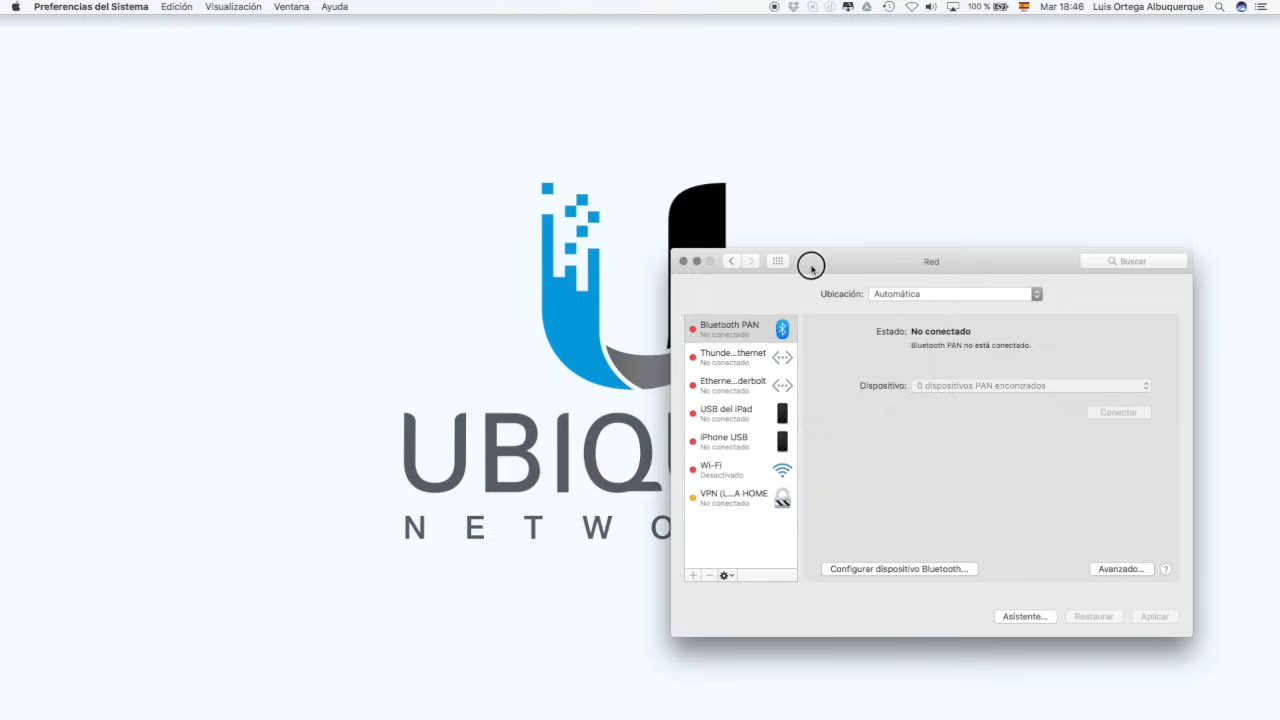 Preferencias del Sistema Edición Visualización Ventana Ayuda 100 % Mar 18:46 Luis Ortega Albuquerque
Red
Buscar
Ubicación: Automática
Bluetooth PAN
No conectado
Thunde...thernet
No conectado
Etherne...derbolt
No conectado
USB del iPad
No conectado
iPhone USB
No conectado
Wi-Fi
Desactivado
VPN (L...A HOME
No conectado
Estado: No conectado
Bluetooth PAN no está conectado.
Dispositivo: 0 dispositivos PAN encontrados
Conectar
Configurar dispositivo Bluetooth...
Avanzado... ?
Asistente... Restaurar Aplicar
UBIQU
NETWO